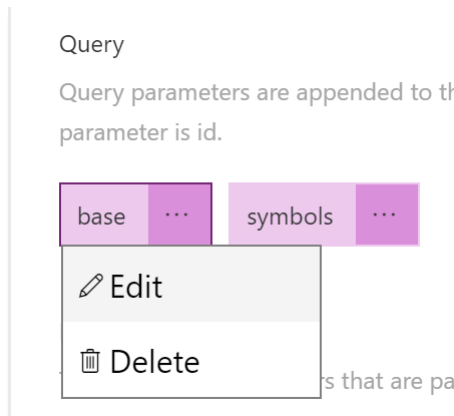 Query
Query parameters are appended to th
parameter is id.
base ... symbols ...
Edit
Delete
rs that are pa